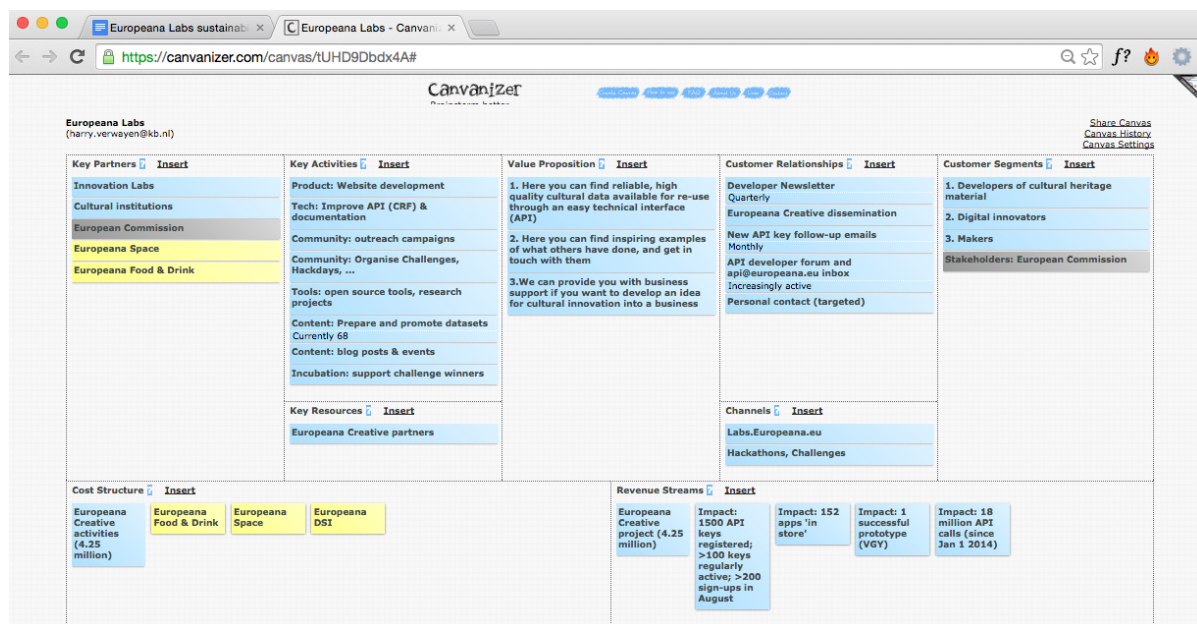 Europeana Labs sustainab
Europeana Labs - Canvani
https://canvanizer.com/canvas/tUHD9Dbdx4A#
f?
Canvanizer
Europeana Labs
(harry.verwayen@kb.nl)
Share Canvas
Canvas History
Canvas Settings
Key Partners Insert
Innovation Labs
Cultural institutions
European Commission
Europeana Space
Europeana Food & Drink
Key Activities Insert
Product: Website development
Tech: Improve API (CRF) &
documentation
Community: outreach campaigns
Community: Organise Challenges,
Hackdays, ...
Tools: open source tools, research
projects
Content: Prepare and promote datasets
Currently 68
Content: blog posts & events
Incubation: support challenge winners
Key Resources Insert
Europeana Creative partners
Value Proposition Insert
1. Here you can find reliable, high
quality cultural data available for re-use
through an easy technical interface
(API)
2. Here you can find inspiring examples
of what others have done, and get in
touch with them
3.We can provide you with business
support if you want to develop an idea
for cultural innovation into a business
Customer Relationships Insert
Developer Newsletter
Quarterly
Europeana Creative dissemination
New API key follow-up emails
Monthly
API developer forum and
api@europeana.eu inbox
Increasingly active
Personal contact (targeted)
Channels Insert
Labs.Europeana.eu
Hackathons, Challenges
Customer Segments Insert
1. Developers of cultural heritage
material
2. Digital innovators
3. Makers
Stakeholders: European Commission
Cost Structure Insert
Europeana
Creative
activities
(4.25
million)
Europeana
Food & Drink
Europeana
Space
Europeana
DSI
Revenue Streams Insert
Europeana
Creative
project (4.25
million)
Impact:
1500 API
keys
registered;
>100 keys
regularly
active; >200
sign-ups in
August
Impact: 152
apps 'in
store'
Impact: 1
successful
prototype
(VGY)
Impact: 18
million API
calls (since
Jan 1 2014)